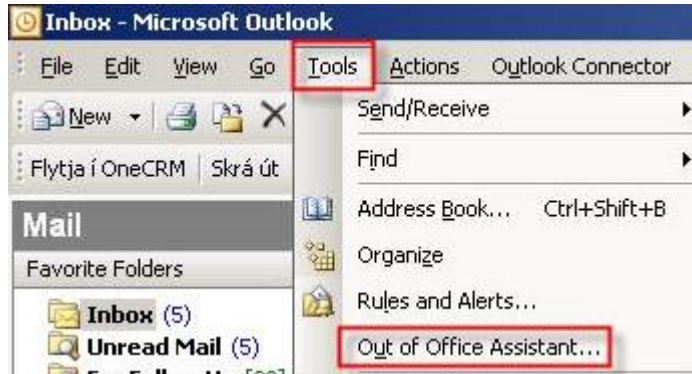 Inbox - Microsoft Outlook
File Edit View Go Tools Actions Outlook Connector
New
Send/Receive
Flytja í OneCRM Skrá út
Find
Address Book... Ctrl+Shift+B
Mail
Organize
Favorite Folders
Rules and Alerts...
Inbox (5)
Unread Mail (5)
Out of Office Assistant...